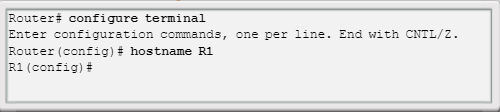 Router# configure terminal
Enter configuration commands, one per line. End with CNTL/Z.
Router(config)# hostname R1
R1(config)#